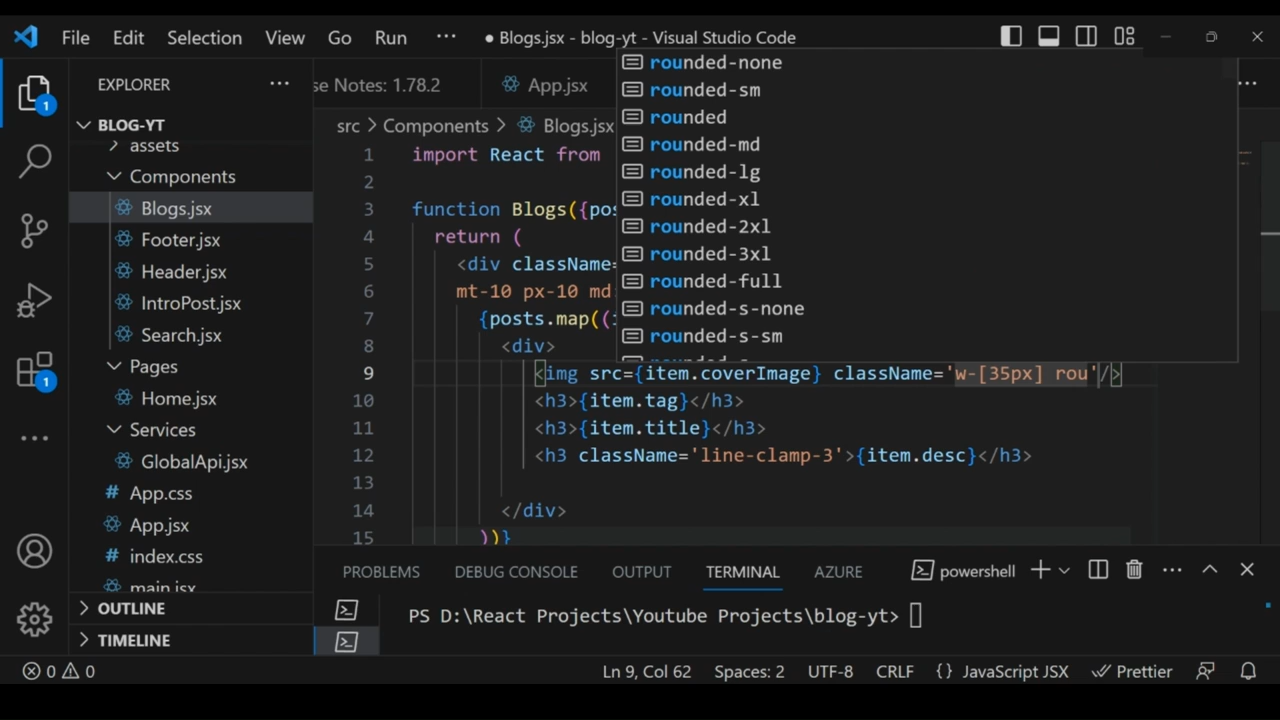 File Edit Selection View Go Run ··· ● Blogs.jsx - blog-yt - Visual Studio Code
EXPLORER ···
se Notes: 1.78.2 App.jsx ···
BLOG-YT
assets
Components
Blogs.jsx
Footer.jsx
Header.jsx
IntroPost.jsx
Search.jsx
Pages
Home.jsx
Services
GlobalApi.jsx
# App.css
App.jsx
# index.css
main.jsx
OUTLINE
TIMELINE
1
1
src > Components > Blogs.jsx
1 import React from
2
3 function Blogs({pos
4 return (
5 <div className=
6 mt-10 px-10 md
7 {posts.map((i
8 <div>
9 <img src={item.coverImage} className='w-[35px] rou'/>
10 <h3>{item.tag}</h3>
11 <h3>{item.title}</h3>
12 <h3 className='line-clamp-3'>{item.desc}</h3>
13
14 </div>
15 ))}
rounded-none
rounded-sm
rounded
rounded-md
rounded-lg
rounded-xl
rounded-2xl
rounded-3xl
rounded-full
rounded-s-none
rounded-s-sm
PROBLEMS DEBUG CONSOLE OUTPUT TERMINAL AZURE powershell ···
PS D:\React Projects\Youtube Projects\blog-yt>
0 0 Ln 9, Col 62 Spaces: 2 UTF-8 CRLF {} JavaScript JSX Prettier